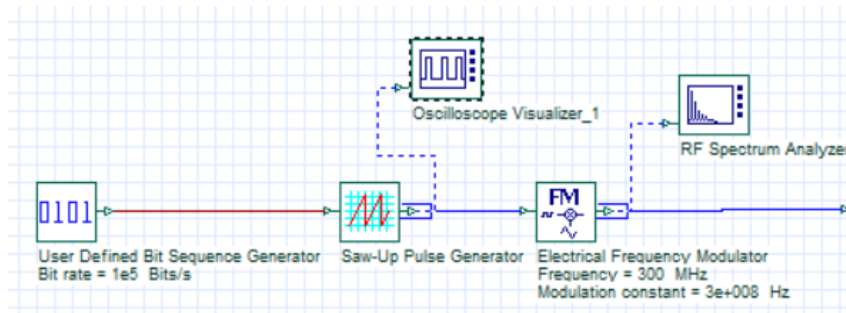 Oscilloscope Visualizer_1
RF Spectrum Analyzer
0101
FM
User Defined Bit Sequence Generator
Bit rate = 1e5 Bits/s
Saw-Up Pulse Generator
Electrical Frequency Modulator
Frequency = 300 MHz
Modulation constant = 3e+008 Hz